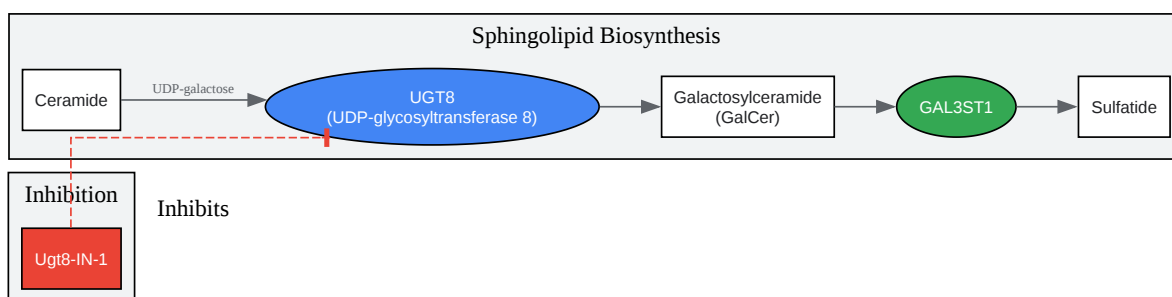 Sphingolipid Biosynthesis
Ceramide
UDP-galactose
UGT8
(UDP-glycosyltransferase 8)
Galactosylceramide
(GalCer)
GAL3ST1
Sulfatide
Inhibition
Inhibits
Ugt8-IN-1